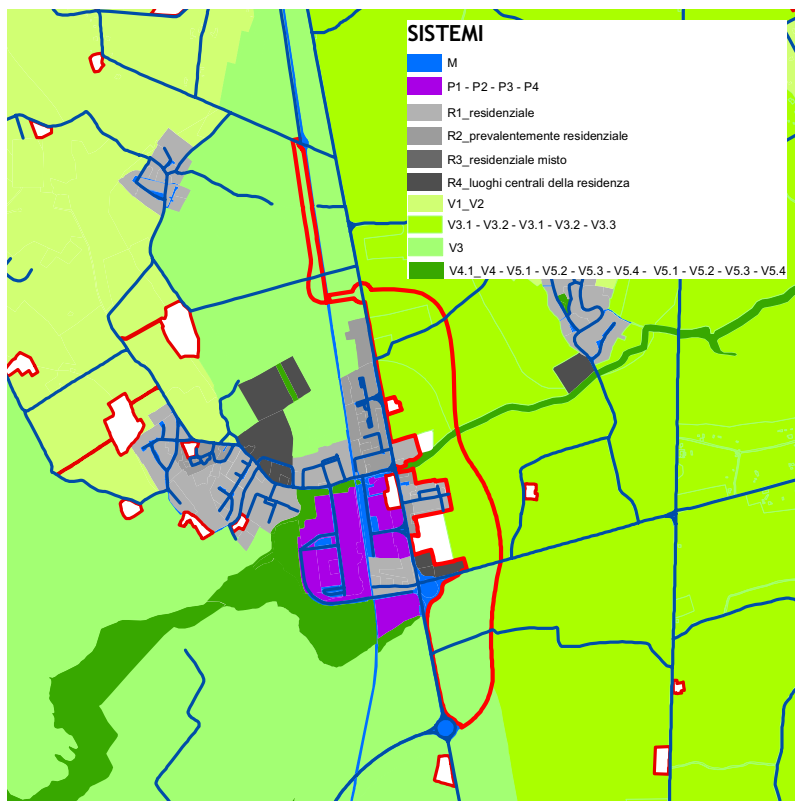 SISTEMI
M
P1 - P2 - P3 - P4
R1_residenziale
R2_prevalentemente residenziale
R3_residenziale misto
R4_luoghi centrali della residenza
V1_V2
V3.1 - V3.2 - V3.1 - V3.2 - V3.3
V3
V4.1_V4 - V5.1 - V5.2 - V5.3 - V5.4 - V5.1 - V5.2 - V5.3 - V5.4